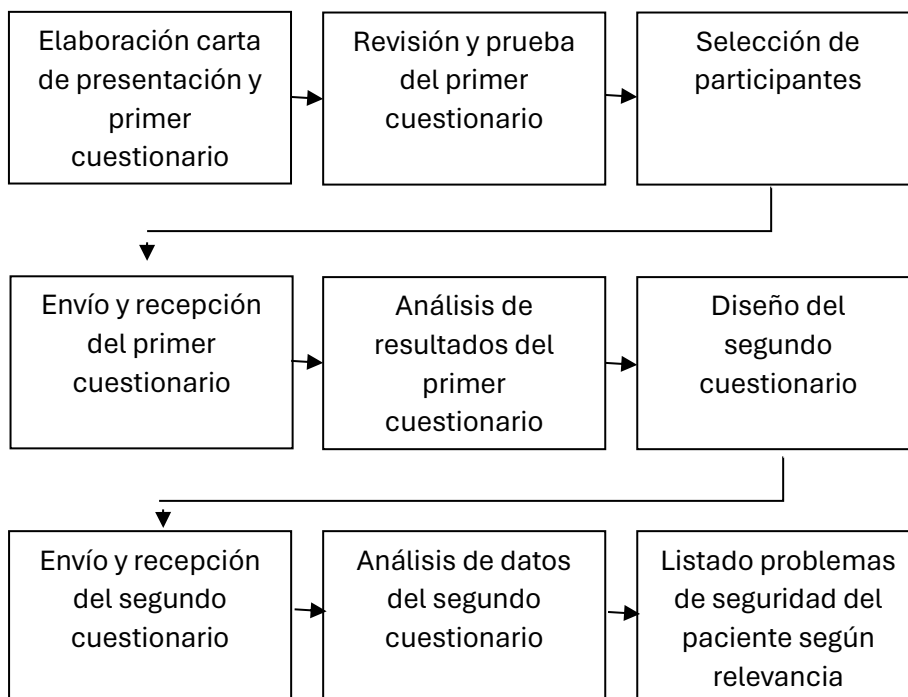 Elaboración carta
de presentación y
primer
cuestionario
Revisión y prueba
del primer
cuestionario
Selección de
participantes
Envío y recepción
del primer
cuestionario
Análisis de
resultados del
primer
cuestionario
Diseño del
segundo
cuestionario
Envío y recepción
del segundo
cuestionario
Análisis de datos
del segundo
cuestionario
Listado problemas
de seguridad del
paciente según
relevancia